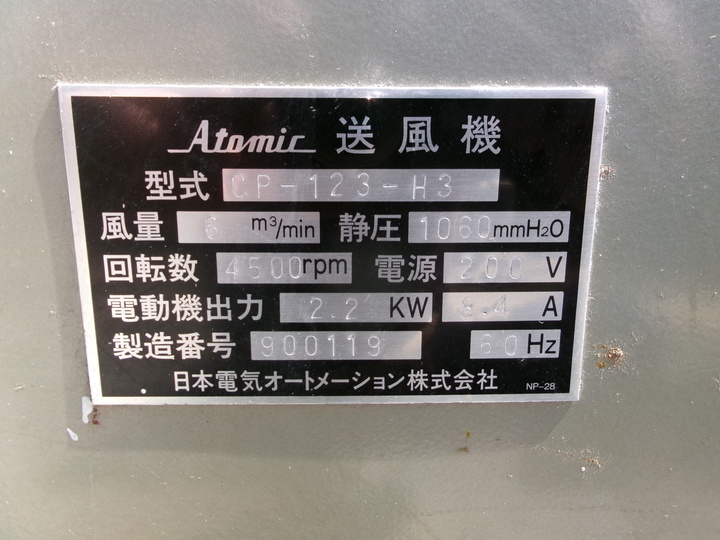 Atomic 送風機
型式 CP-123-H3
風量 6 m³/min 静圧 1060 mmH₂O
回転数 4500 rpm 電源 200 V
電動機出力 2.2 KW 8.4 A
製造番号 900119 60 Hz
日本電気オートメーション株式会社 NP-28